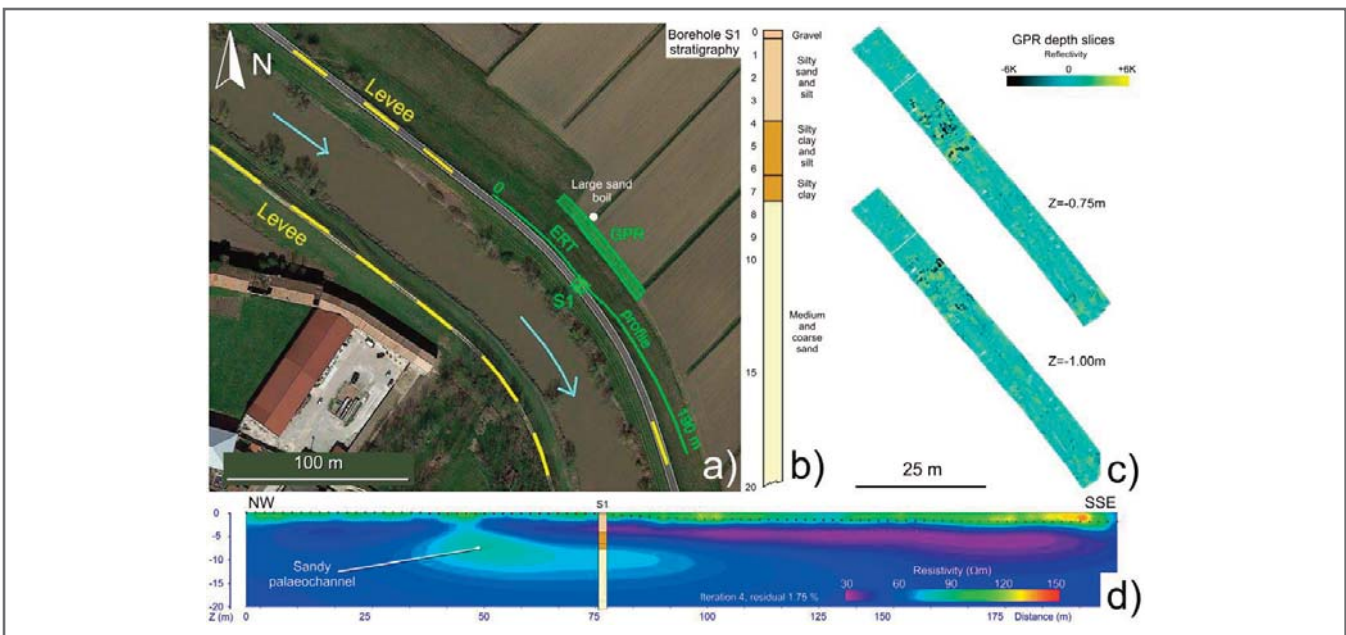 N
Levee
Levee
0
ERT
S1
profile
190 m
GPR
Large sand
boil
100 m
a)
Borehole S1
stratigraphy
0
1
2
3
4
5
6
7
8
9
10
15
20
Gravel
Silty
sand
and
silt
Silty
clay
and
silt
Silty
clay
Medium
and
coarse
sand
b)
GPR depth slices
Reflectivity
-6K 0 +6K
Z=-0.75m
Z=-1.00m
25 m
c)
NW S1 SSE
0
-5
-10
-15
-20
Sandy
palaeochannel
Resistivity (Ωm)
Iteration 4, residual 1.75 % 30 60 90 120 150
d)
Z (m) 0 25 50 75 100 125 150 175 Distance (m)